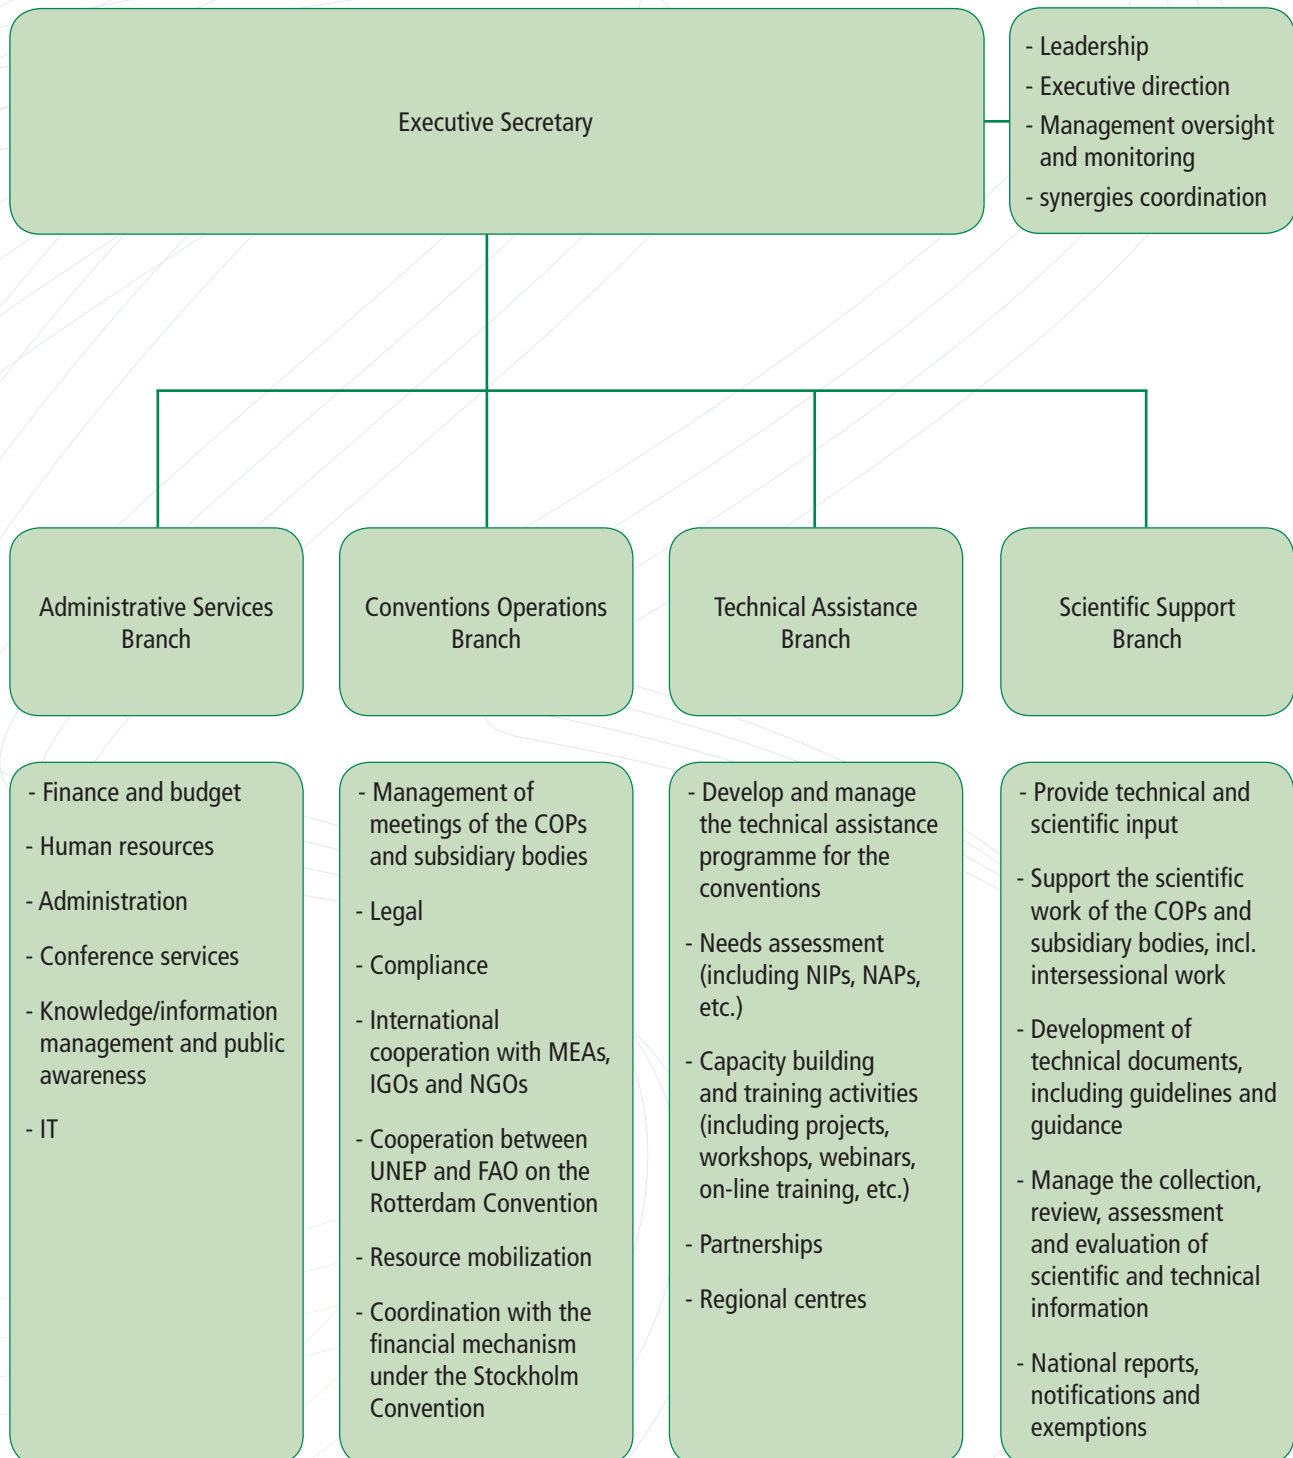 Executive Secretary
- Leadership
- Executive direction
- Management oversight
and monitoring
- synergies coordination
Administrative Services
Branch
Conventions Operations
Branch
Technical Assistance
Branch
Scientific Support
Branch
- Finance and budget
- Human resources
- Administration
- Conference services
- Knowledge/information
management and public
awareness
- IT
- Management of
meetings of the COPs
and subsidiary bodies
- Legal
- Compliance
- International
cooperation with MEAs,
IGOs and NGOs
- Cooperation between
UNEP and FAO on the
Rotterdam Convention
- Resource mobilization
- Coordination with the
financial mechanism
under the Stockholm
Convention
- Develop and manage
the technical assistance
programme for the
conventions
- Needs assessment
(including NIPs, NAPs,
etc.)
- Capacity building
and training activities
(including projects,
workshops, webinars,
on-line training, etc.)
- Partnerships
- Regional centres
- Provide technical and
scientific input
- Support the scientific
work of the COPs and
subsidiary bodies, incl.
intersessional work
- Development of
technical documents,
including guidelines and
guidance
- Manage the collection,
review, assessment
and evaluation of
scientific and technical
information
- National reports,
notifications and
exemptions